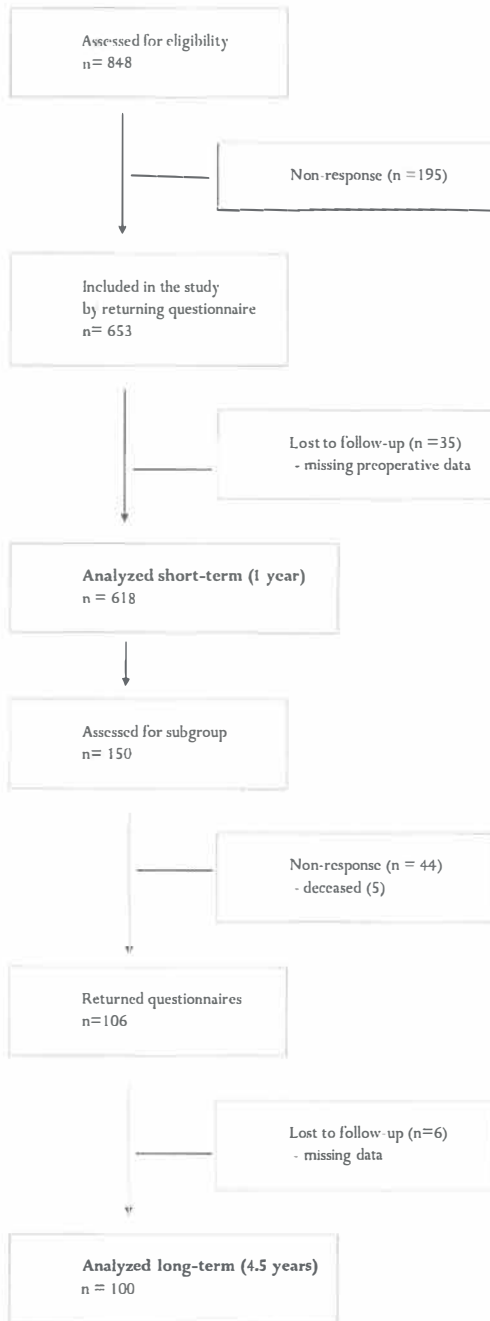 Assessed for eligibility
n= 848
Non-response (n =195)
Included in the study
by returning questionnaire
n= 653
Lost to follow-up (n =35)
- missing preoperative data
Analyzed short-term (1 year)
n = 618
Assessed for subgroup
n= 150
Non-response (n = 44)
- deceased (5)
Returned questionnaires
n=106
Lost to follow-up (n=6)
- missing data
Analyzed long-term (4.5 years)
n = 100